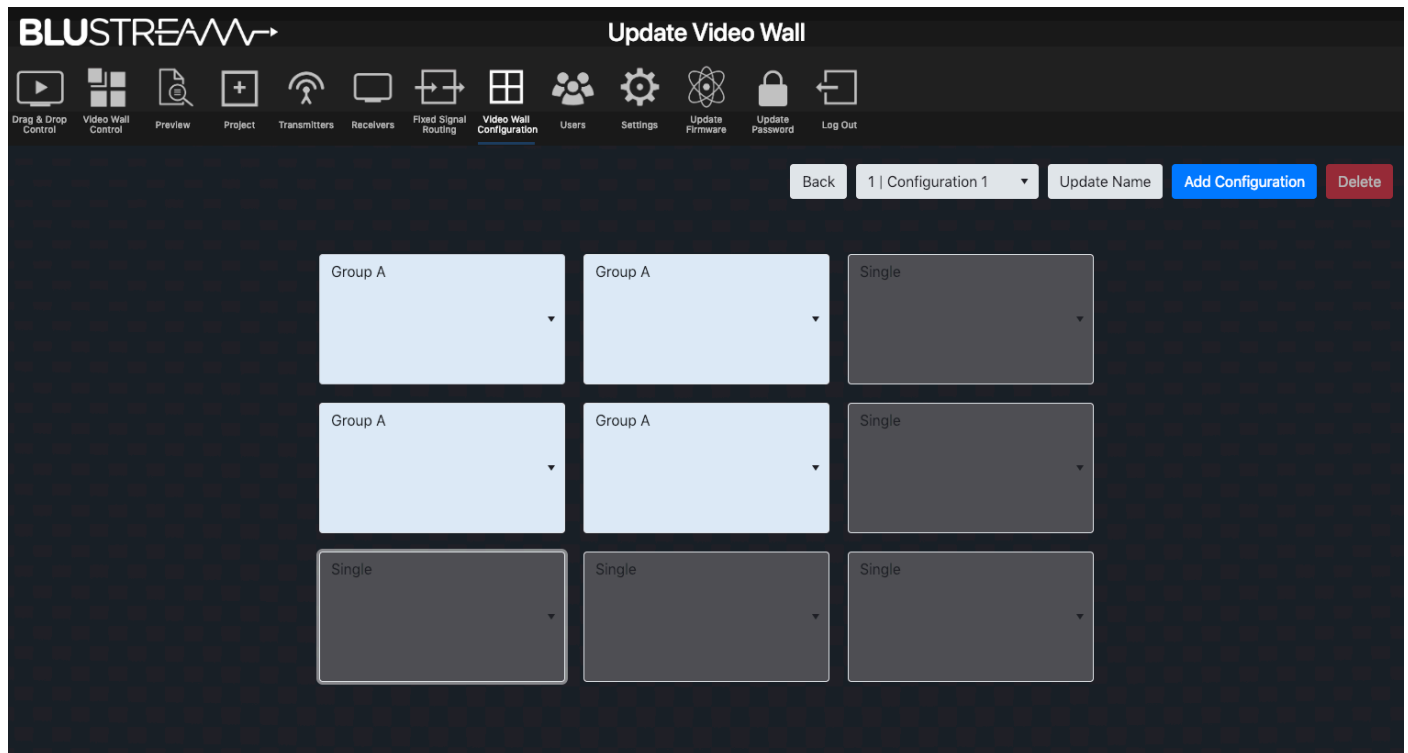 BLUSTREAM
Update Video Wall
Drag & Drop
Control
Video Wall
Control
Preview
Project
Transmitters
Receivers
Fixed Signal
Routing
Video Wall
Configuration
Users
Settings
Update
Firmware
Update
Password
Log Out
Back
1 | Configuration 1
Update Name
Add Configuration
Delete
Group A
Group A
Single
Group A
Group A
Single
Single
Single
Single